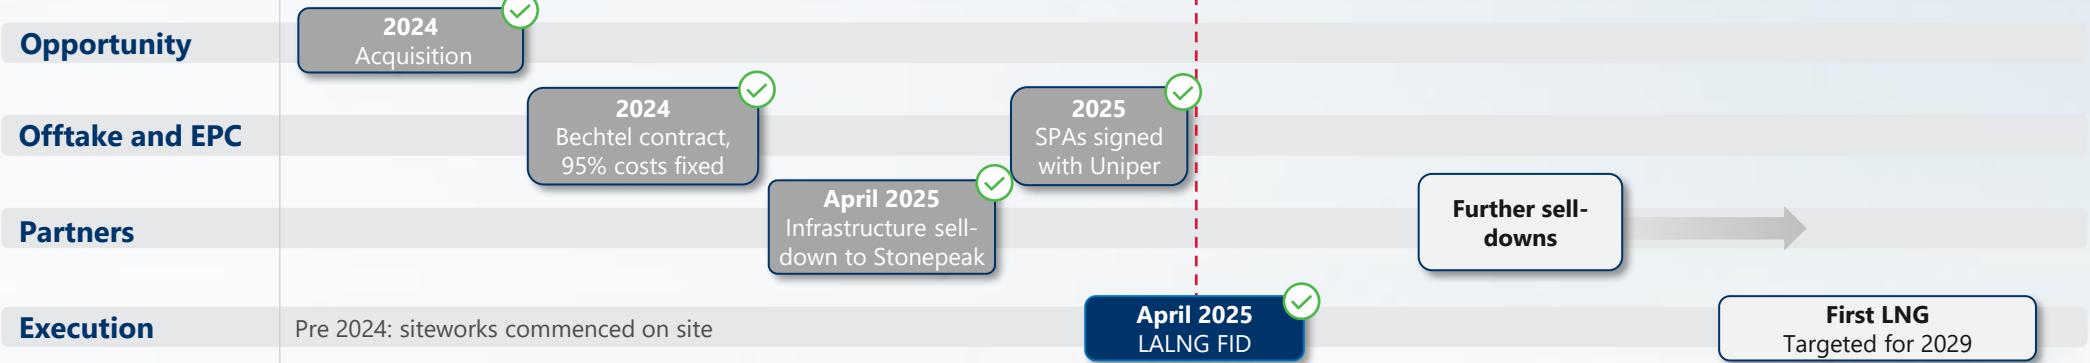 Opportunity
2024
Acquisition
Offtake and EPC
2024
Bechtel contract,
95% costs fixed
2025
SPAs signed
with Uniper
Partners
April 2025
Infrastructure sell-
down to Stonepeak
Further sell-
downs
Execution
Pre 2024: siteworks commenced on site
April 2025
LALNG FID
First LNG
Targeted for 2029